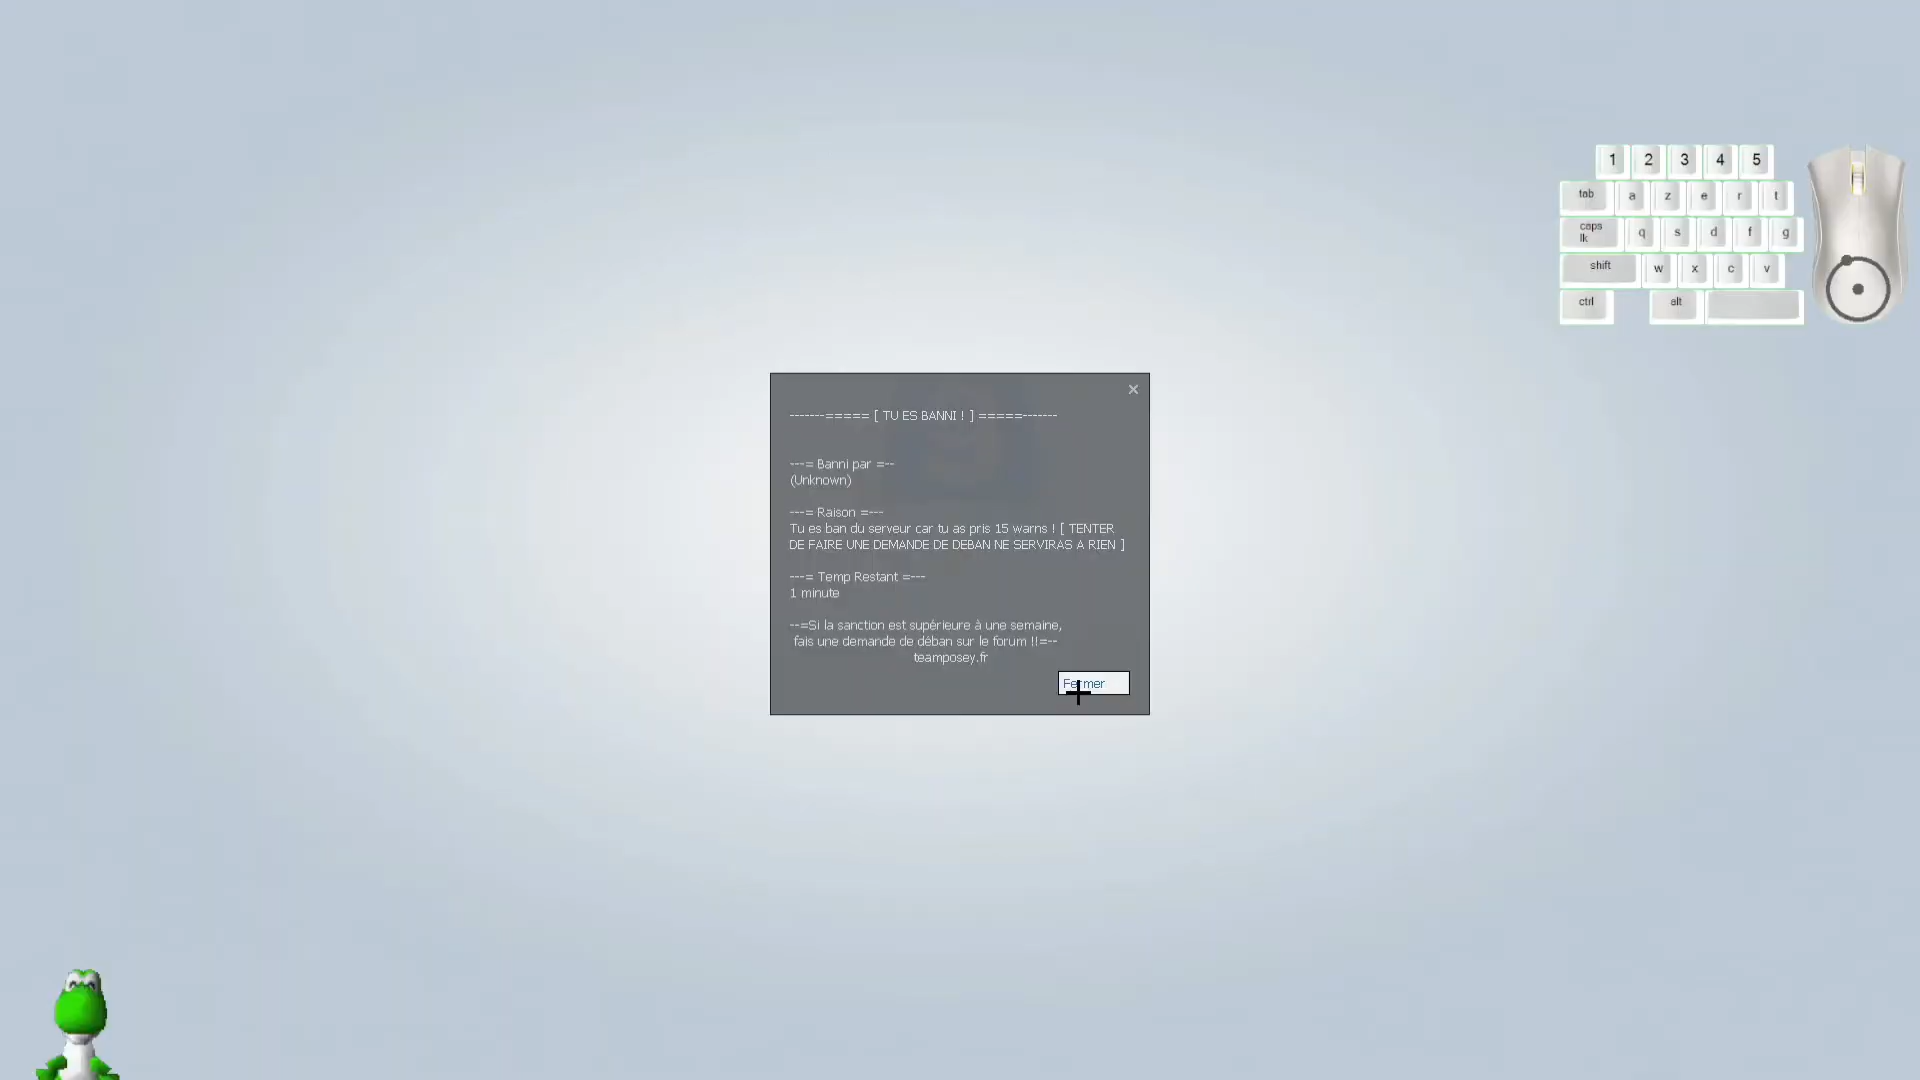 1 2 3 4 5
tab a z e r t
caps lk q s d f g
shift w x c v
ctrl alt
×
-------===== [ TU ES BANNI ! ] =====-------
---= Banni par =--
(Unknown)
---= Raison =---
Tu es ban du serveur car tu as pris 15 warns ! [ TENTER
DE FAIRE UNE DEMANDE DE DEBAN NE SERVIRAS A RIEN ]
---= Temp Restant =---
1 minute
--=Si la sanction est supérieure à une semaine,
fais une demande de déban sur le forum !!=--
teamposey.fr
Fermer